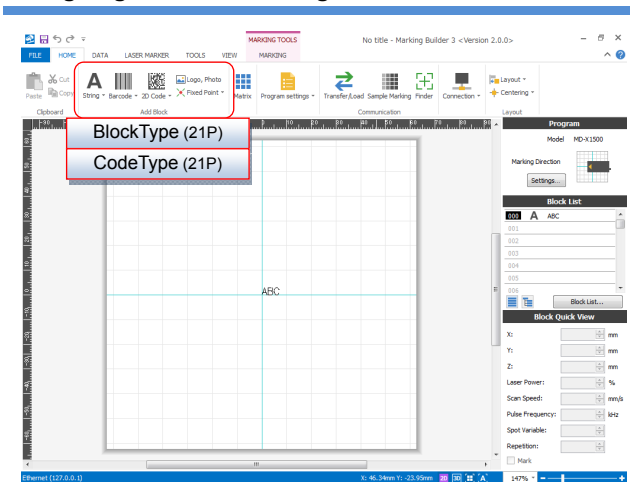 MARKING TOOLS
No title - Marking Builder 3 <Version 2.0.0>
FILE HOME DATA LASER MARKER TOOLS VIEW MARKING
Cut
Paste Copy
String Barcode 2D Code
Logo, Photo
Fixed Point
Matrix Program settings Transfer/Load Sample Marking Finder Connection
Layout
Centering
Clipboard Add Block Communication Layout
BlockType (21P)
CodeType (21P)
ABC
Program
Model MD-X1500
Marking Direction
Settings...
Block List
000 A ABC
001
002
003
004
005
006
Block List...
Block Quick View
X: mm
Y: mm
Z: mm
Laser Power: %
Scan Speed: mm/s
Pulse Frequency: kHz
Spot Variable:
Repetition:
Mark
Ethernet (127.0.0.1) X: 46.34mm Y: -23.95mm 2D 3D A 147%